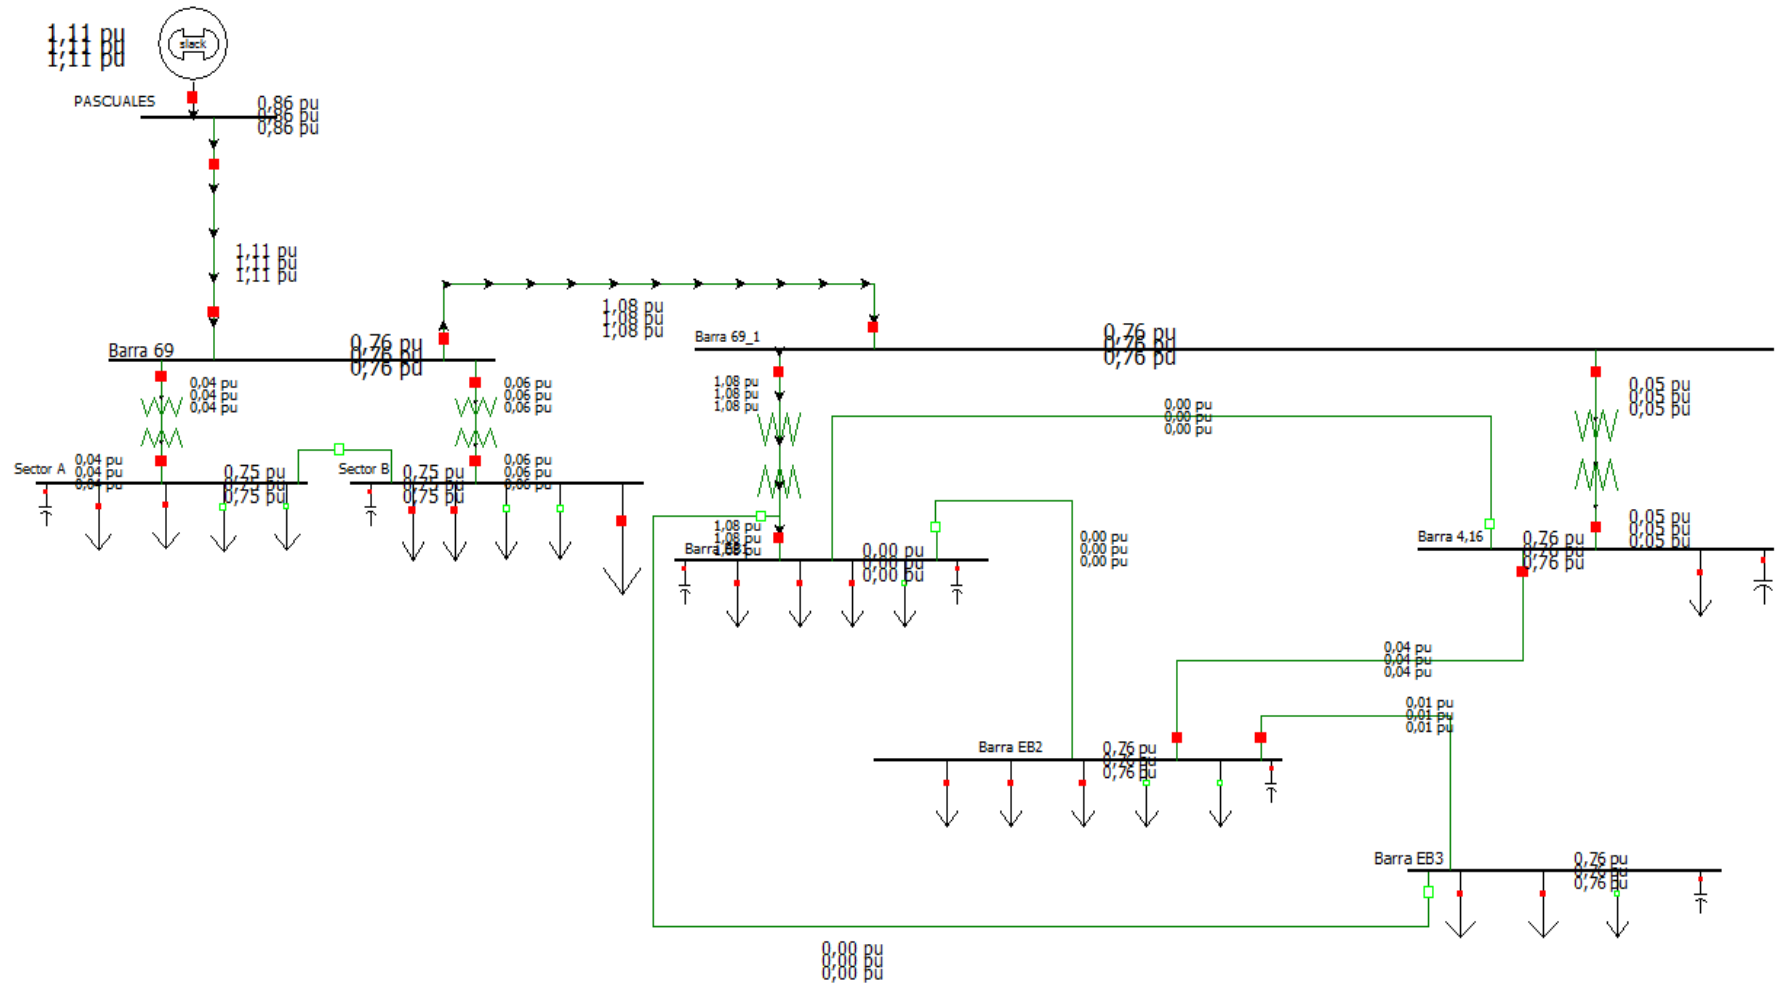 1,11 pu
1,11 pu
1,11 pu
slack
PASCUALES
0,86 pu
0,86 pu
0,86 pu
1,11 pu
1,11 pu
1,11 pu
1,08 pu
1,08 pu
1,08 pu
Barra 69
0,76 pu
0,76 pu
0,76 pu
Barra 69_1
0,76 pu
0,76 pu
0,76 pu
0,04 pu
0,04 pu
0,04 pu
0,06 pu
0,06 pu
0,06 pu
1,08 pu
1,08 pu
1,08 pu
0,00 pu
0,00 pu
0,00 pu
0,05 pu
0,05 pu
0,05 pu
Sector A
0,04 pu
0,04 pu
0,04 pu
0,75 pu
0,75 pu
0,75 pu
Sector B
0,75 pu
0,75 pu
0,75 pu
0,06 pu
0,06 pu
0,06 pu
1,08 pu
1,08 pu
1,08 pu
Barra EB1
0,00 pu
0,00 pu
0,00 pu
0,00 pu
0,00 pu
0,00 pu
Barra 4,16
0,76 pu
0,76 pu
0,76 pu
0,05 pu
0,05 pu
0,05 pu
0,04 pu
0,04 pu
0,04 pu
0,01 pu
0,01 pu
0,01 pu
Barra EB2
0,76 pu
0,76 pu
0,76 pu
Barra EB3
0,76 pu
0,76 pu
0,76 pu
0,00 pu
0,00 pu
0,00 pu